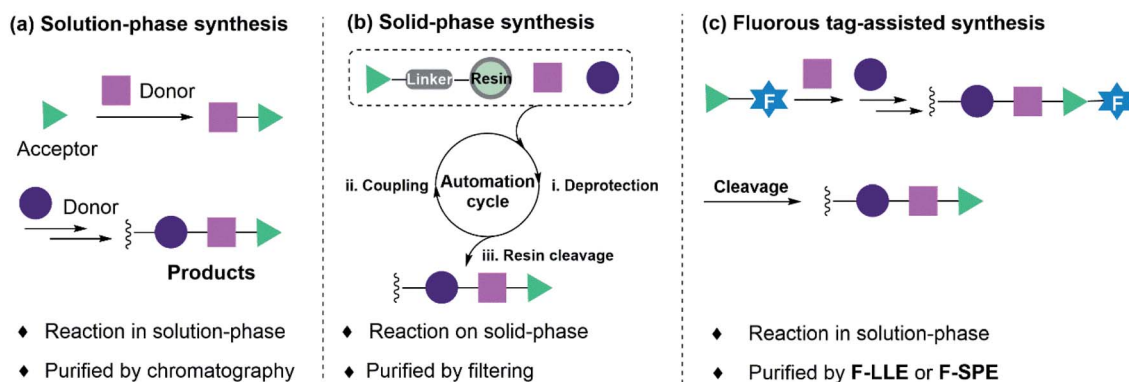 (a) Solution-phase synthesis
Donor
Acceptor
Donor
Products
♦ Reaction in solution-phase
♦ Purified by chromatography
(b) Solid-phase synthesis
Linker Resin
ii. Coupling Automation cycle i. Deprotection
iii. Resin cleavage
♦ Reaction on solid-phase
♦ Purified by filtering
(c) Fluorous tag-assisted synthesis
F F
Cleavage
♦ Reaction in solution-phase
♦ Purified by F-LLE or F-SPE